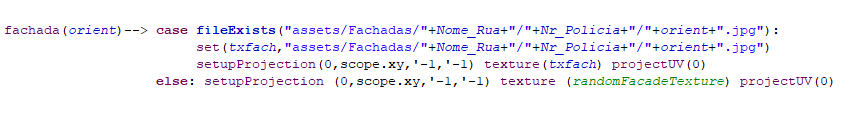 fachada(orient)--> case fileExists("assets/Fachadas/"+Nome_Rua+"/"+Nr_Policia+"/"+orient+".jpg"):
set(txfach,"assets/Fachadas/"+Nome_Rua+"/"+Nr_Policia+"/"+orient+".jpg")
setupProjection(0,scope.xy,'-1,'-1) texture(txfach) projectUV(0)
else: setupProjection (0,scope.xy,'-1,'-1) texture (randomFacadeTexture) projectUV(0)